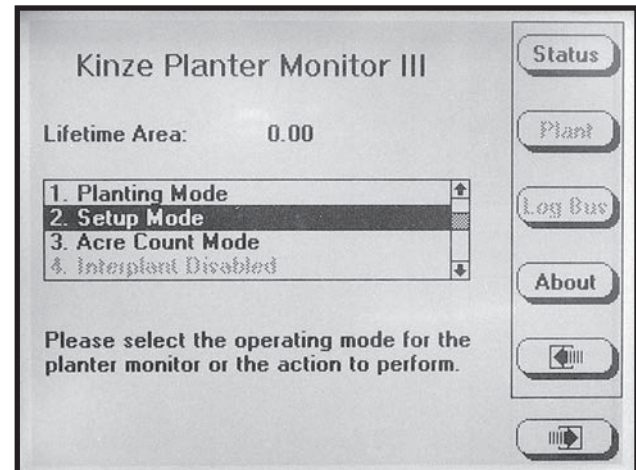 Kinze Planter Monitor III
Lifetime Area: 0.00
1. Planting Mode
2. Setup Mode
3. Acre Count Mode
4. Interplant Disabled
Please select the operating mode for the
planter monitor or the action to perform.
Status
Plant
Log Bus
About